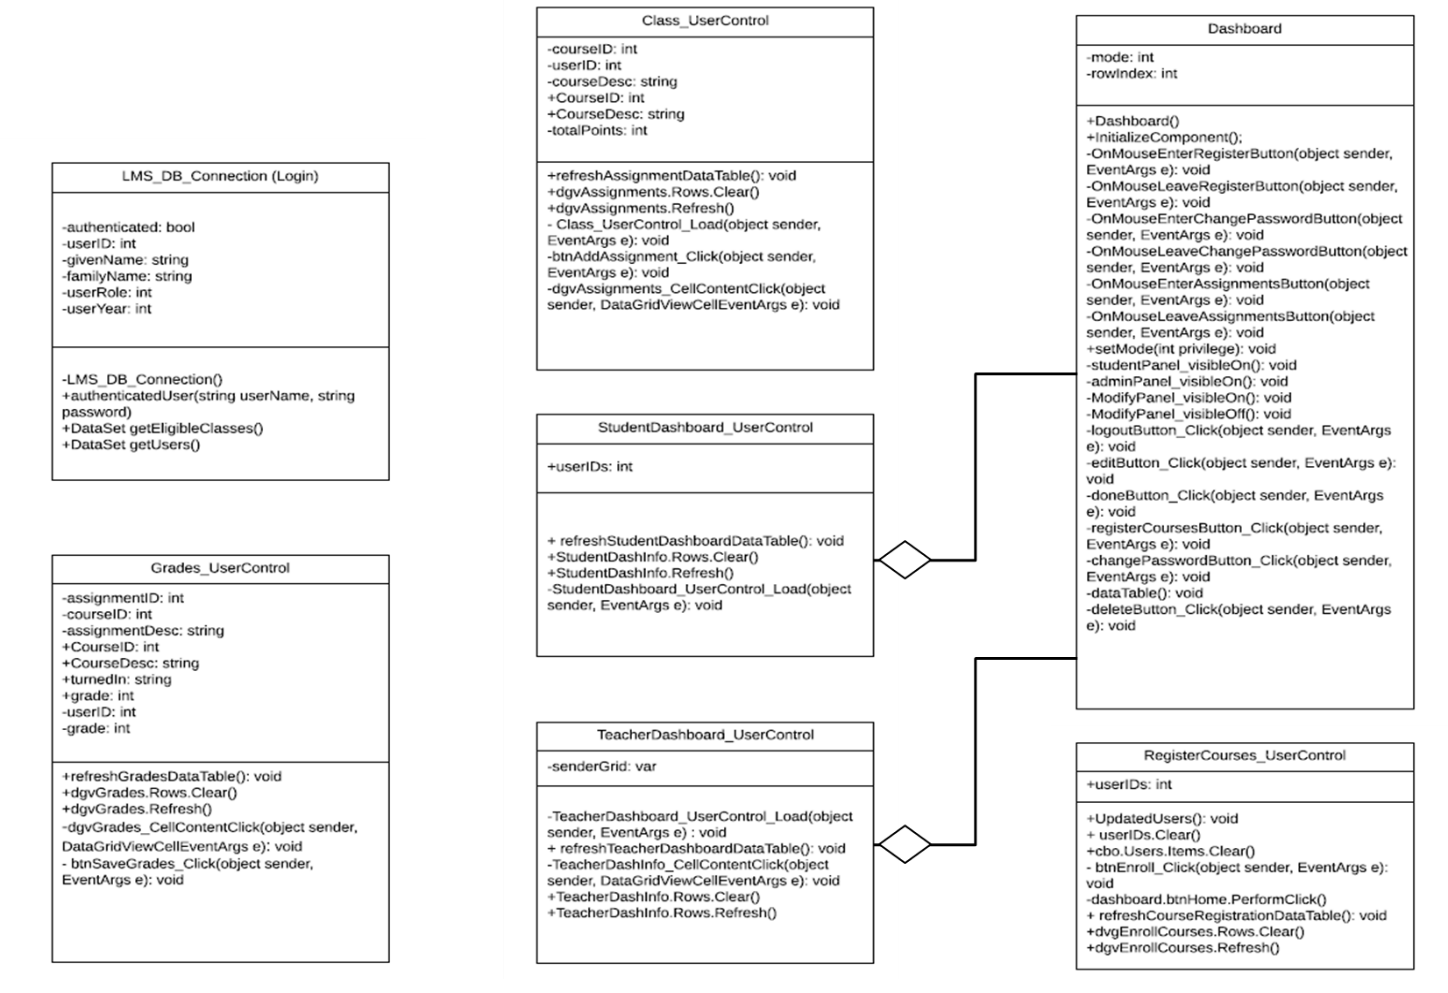 LMS_DB_Connection (Login)
-authenticated: bool
-userID: int
-givenName: string
-familyName: string
-userRole: int
-userYear: int
-LMS_DB_Connection()
+authenticatedUser(string userName, string
password)
+DataSet getEligibleClasses()
+DataSet getUsers()
Grades_UserControl
-assignmentID: int
-courseID: int
-assignmentDesc: string
+CourseID: int
+CourseDesc: string
+turnedIn: string
+grade: int
-userID: int
-grade: int
+refreshGradesDataTable(): void
+dgvGrades.Rows.Clear()
+dgvGrades.Refresh()
-dgvGrades_CellContentClick(object sender,
DataGridViewCellEventArgs e): void
- btnSaveGrades_Click(object sender,
EventArgs e): void
Class_UserControl
-courseID: int
-userID: int
-courseDesc: string
+CourseID: int
+CourseDesc: string
-totalPoints: int
+refreshAssignmentDataTable(): void
+dgvAssignments.Rows.Clear()
+dgvAssignments.Refresh()
- Class_UserControl_Load(object sender,
EventArgs e): void
-btnAddAssignment_Click(object sender,
EventArgs e): void
-dgvAssignments_CellContentClick(object
sender, DataGridViewCellEventArgs e): void
StudentDashboard_UserControl
+userIDs: int
+ refreshStudentDashboardDataTable(): void
+StudentDashInfo.Rows.Clear()
+StudentDashInfo.Refresh()
-StudentDashboard_UserControl_Load(object
sender, EventArgs e): void
TeacherDashboard_UserControl
-senderGrid: var
-TeacherDashboard_UserControl_Load(object
sender, EventArgs e) : void
+ refreshTeacherDashboardDataTable(): void
-TeacherDashInfo_CellContentClick(object
sender, DataGridViewCellEventArgs e): void
+TeacherDashInfo.Rows.Clear()
+TeacherDashInfo.Rows.Refresh()
Dashboard
-mode: int
-rowIndex: int
+Dashboard()
+InitializeComponent();
-OnMouseEnterRegisterButton(object sender,
EventArgs e): void
-OnMouseLeaveRegisterButton(object sender,
EventArgs e): void
-OnMouseEnterChangePasswordButton(object
sender, EventArgs e): void
-OnMouseLeaveChangePasswordButton(object
sender, EventArgs e): void
-OnMouseEnterAssignmentsButton(object
sender, EventArgs e): void
-OnMouseLeaveAssignmentsButton(object
sender, EventArgs e): void
+setMode(int privilege): void
-studentPanel_visibleOn(): void
-adminPanel_visibleOn(): void
-ModifyPanel_visibleOn(): void
-ModifyPanel_visibleOff(): void
-logoutButton_Click(object sender, EventArgs
e): void
-editButton_Click(object sender, EventArgs e):
void
-doneButton_Click(object sender, EventArgs
e): void
-registerCoursesButton_Click(object sender,
EventArgs e): void
-changePasswordButton_Click(object sender,
EventArgs e): void
-dataTable(): void
-deleteButton_Click(object sender, EventArgs
e): void
RegisterCourses_UserControl
+userIDs: int
+UpdatedUsers(): void
+ userIDs.Clear()
+cbo.Users.Items.Clear()
- btnEnroll_Click(object sender, EventArgs e):
void
-dashboard.btnHome.PerformClick()
+ refreshCourseRegistrationDataTable(): void
+dvgEnrollCourses.Rows.Clear()
+dgvEnrollCourses.Refresh()